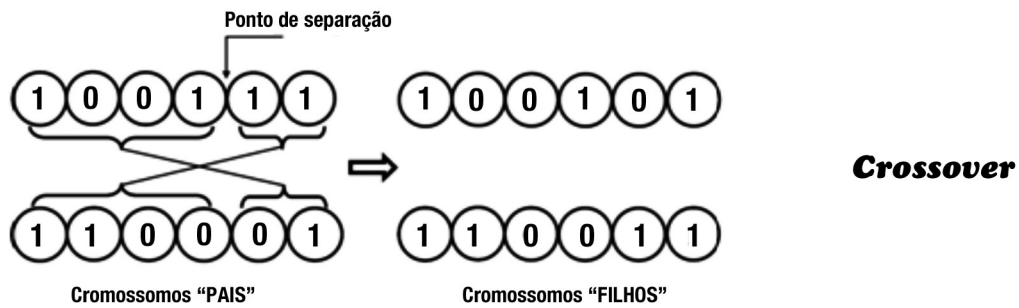 Ponto de separação
1 0 0 1 1 1
1 0 0 1 0 1
Crossover
1 1 0 0 0 1
1 1 0 0 1 1
Cromossomos “PAIS”
Cromossomos “FILHOS”